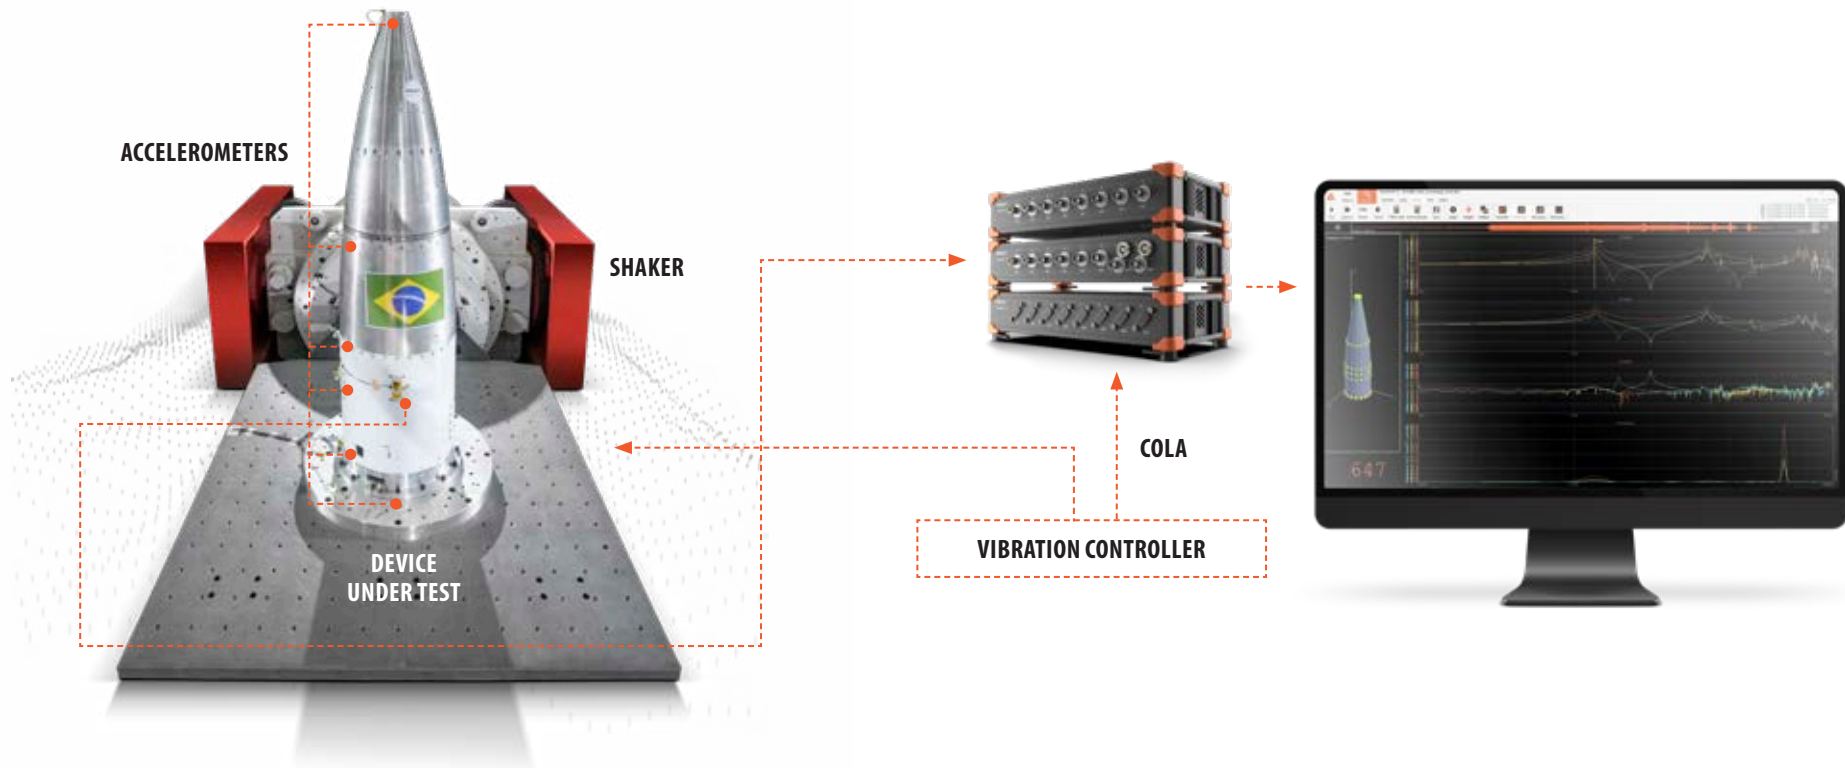 ACCELEROMETERS
SHAKER
DEVICE
UNDER TEST
COLA
VIBRATION CONTROLLER
647